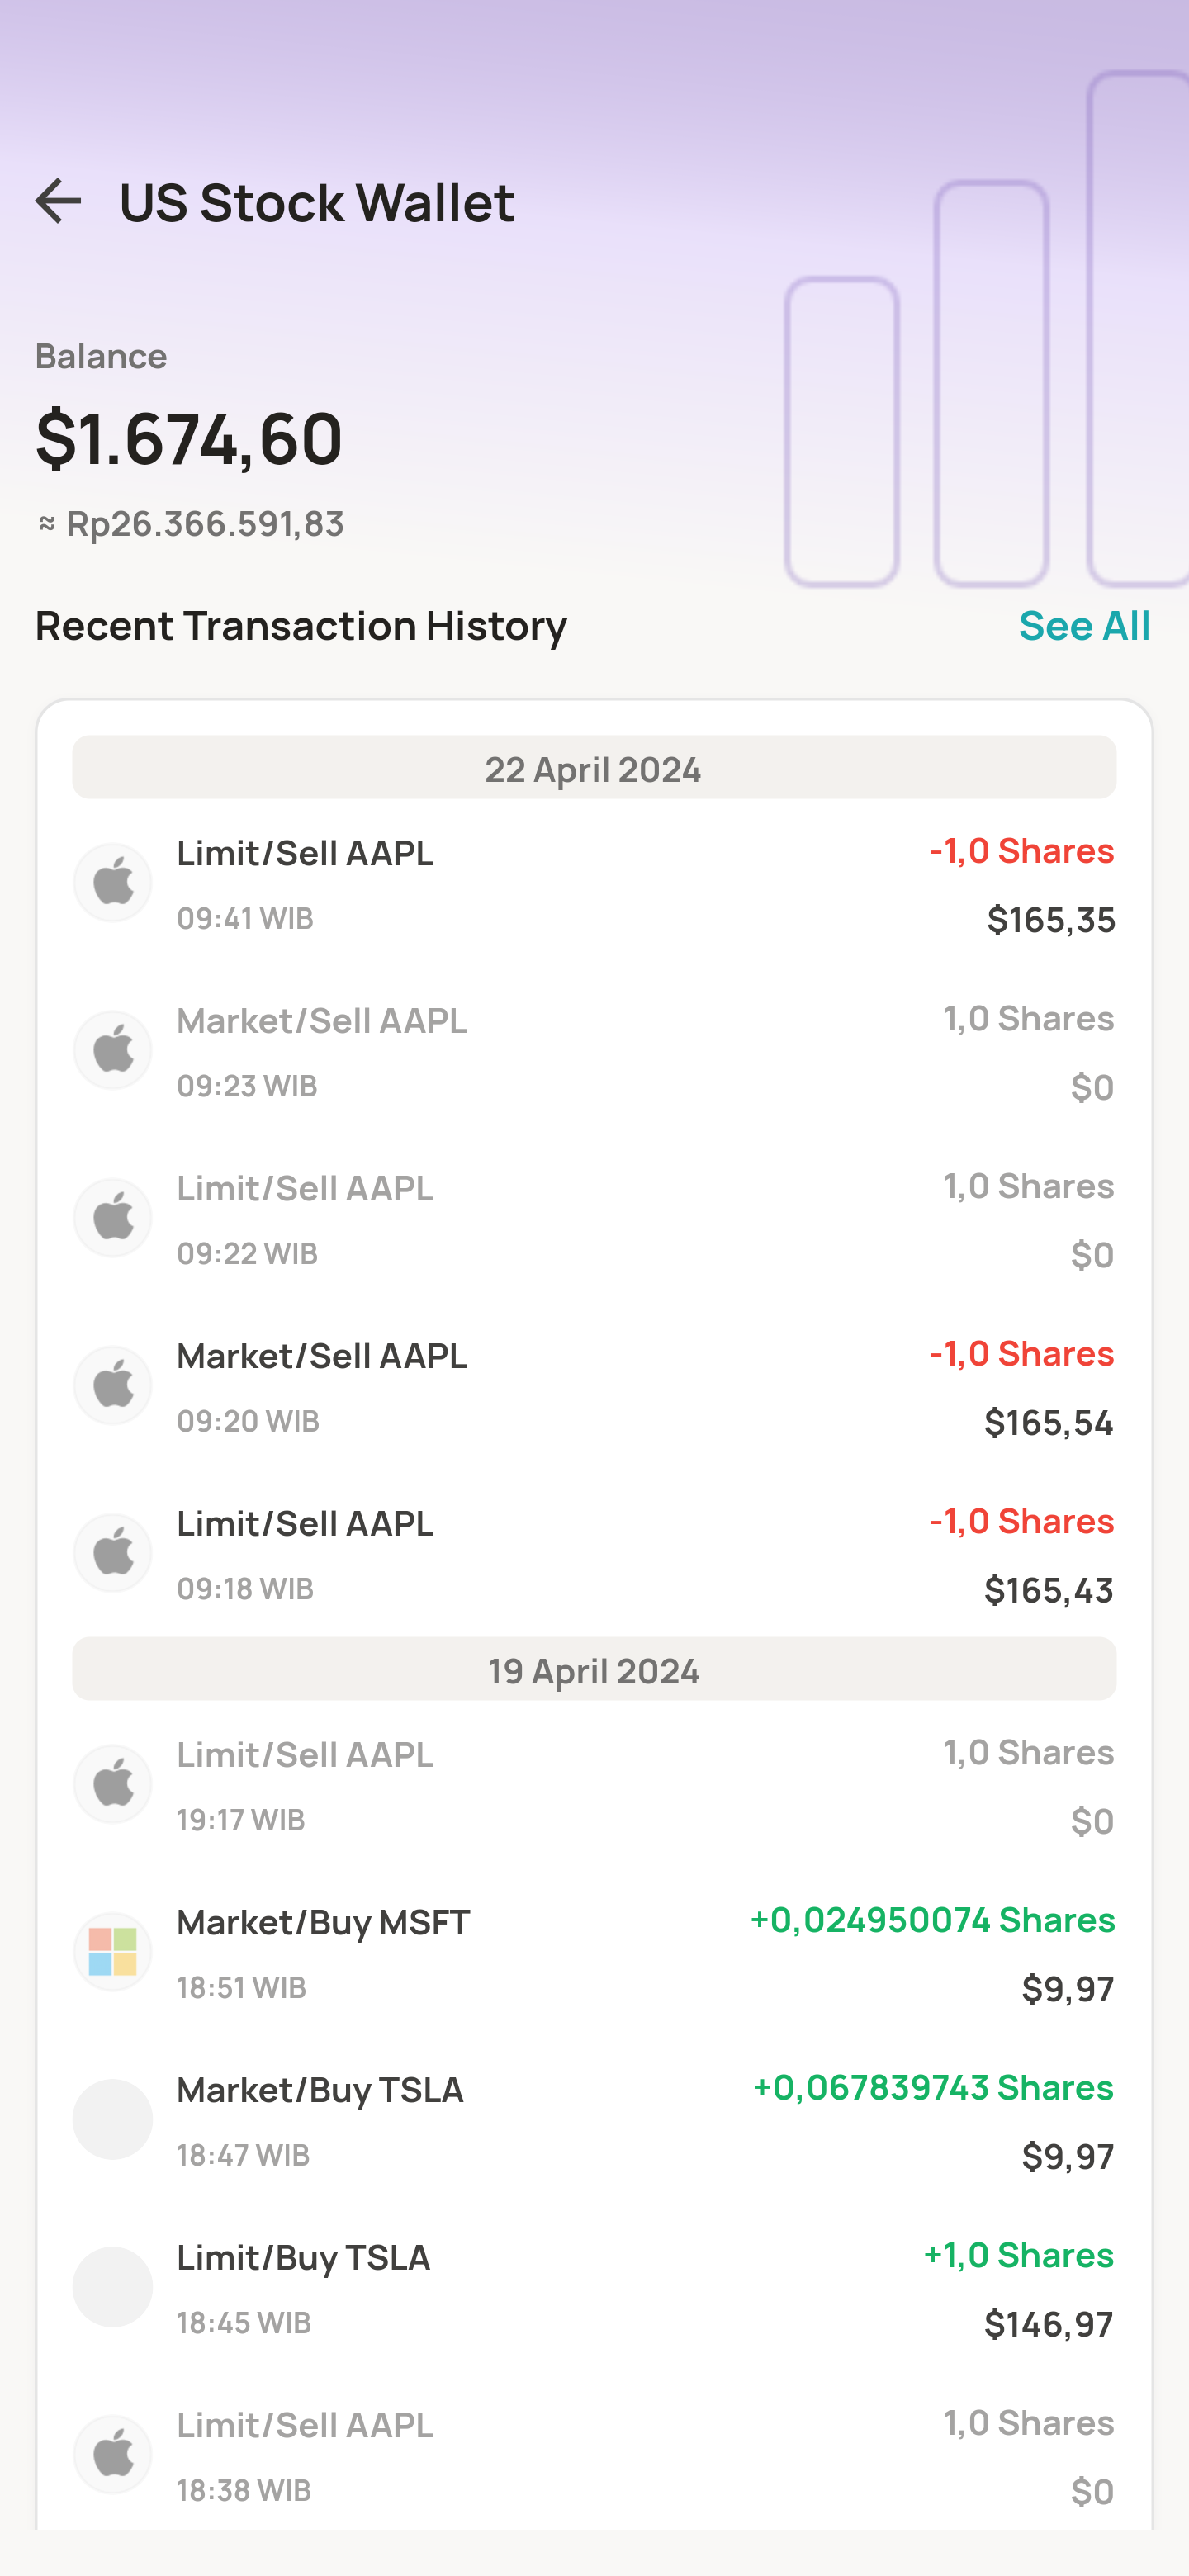 US Stock Wallet
Balance
$1.674,60
≈ Rp26.366.591,83
Recent Transaction History See All
22 April 2024
Limit/Sell AAPL -1,0 Shares
09:41 WIB $165,35
Market/Sell AAPL 1,0 Shares
09:23 WIB $0
Limit/Sell AAPL 1,0 Shares
09:22 WIB $0
Market/Sell AAPL -1,0 Shares
09:20 WIB $165,54
Limit/Sell AAPL -1,0 Shares
09:18 WIB $165,43
19 April 2024
Limit/Sell AAPL 1,0 Shares
19:17 WIB $0
Market/Buy MSFT +0,024950074 Shares
18:51 WIB $9,97
Market/Buy TSLA +0,067839743 Shares
18:47 WIB $9,97
Limit/Buy TSLA +1,0 Shares
18:45 WIB $146,97
Limit/Sell AAPL 1,0 Shares
18:38 WIB $0